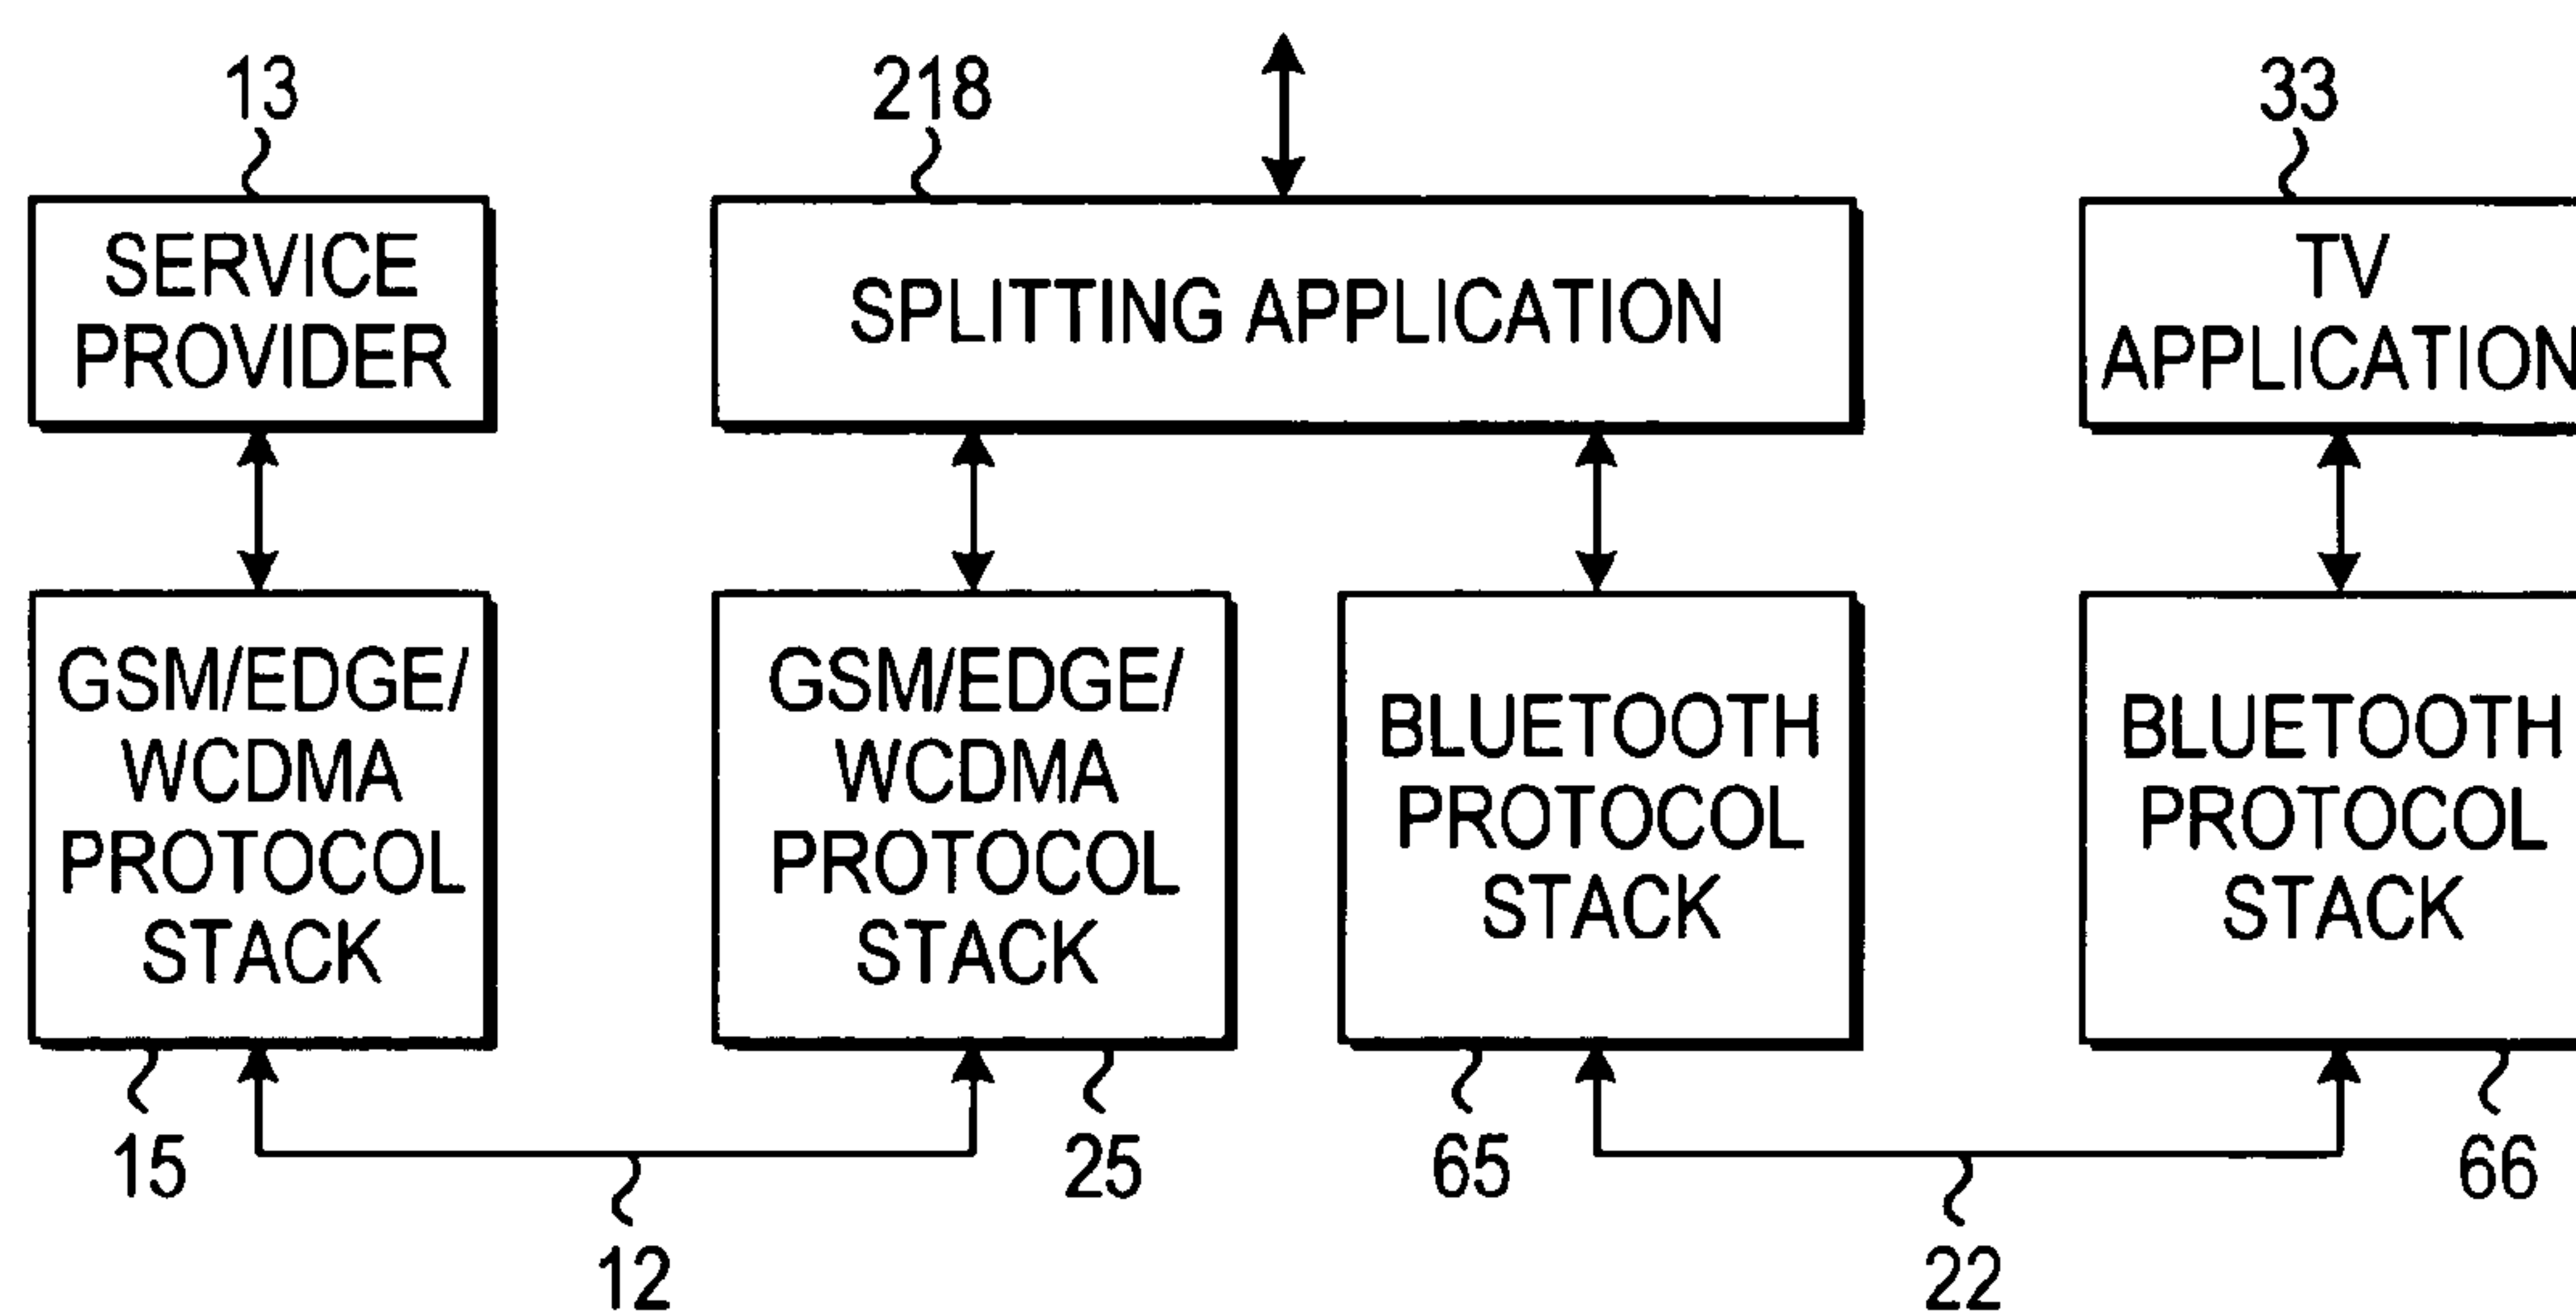 13
218
33
SERVICE
PROVIDER
SPLITTING APPLICATION
TV
APPLICATION
GSM/EDGE/
WCDMA
PROTOCOL
STACK
GSM/EDGE/
WCDMA
PROTOCOL
STACK
BLUETOOTH
PROTOCOL
STACK
BLUETOOTH
PROTOCOL
STACK
15
25
65
66
12
22